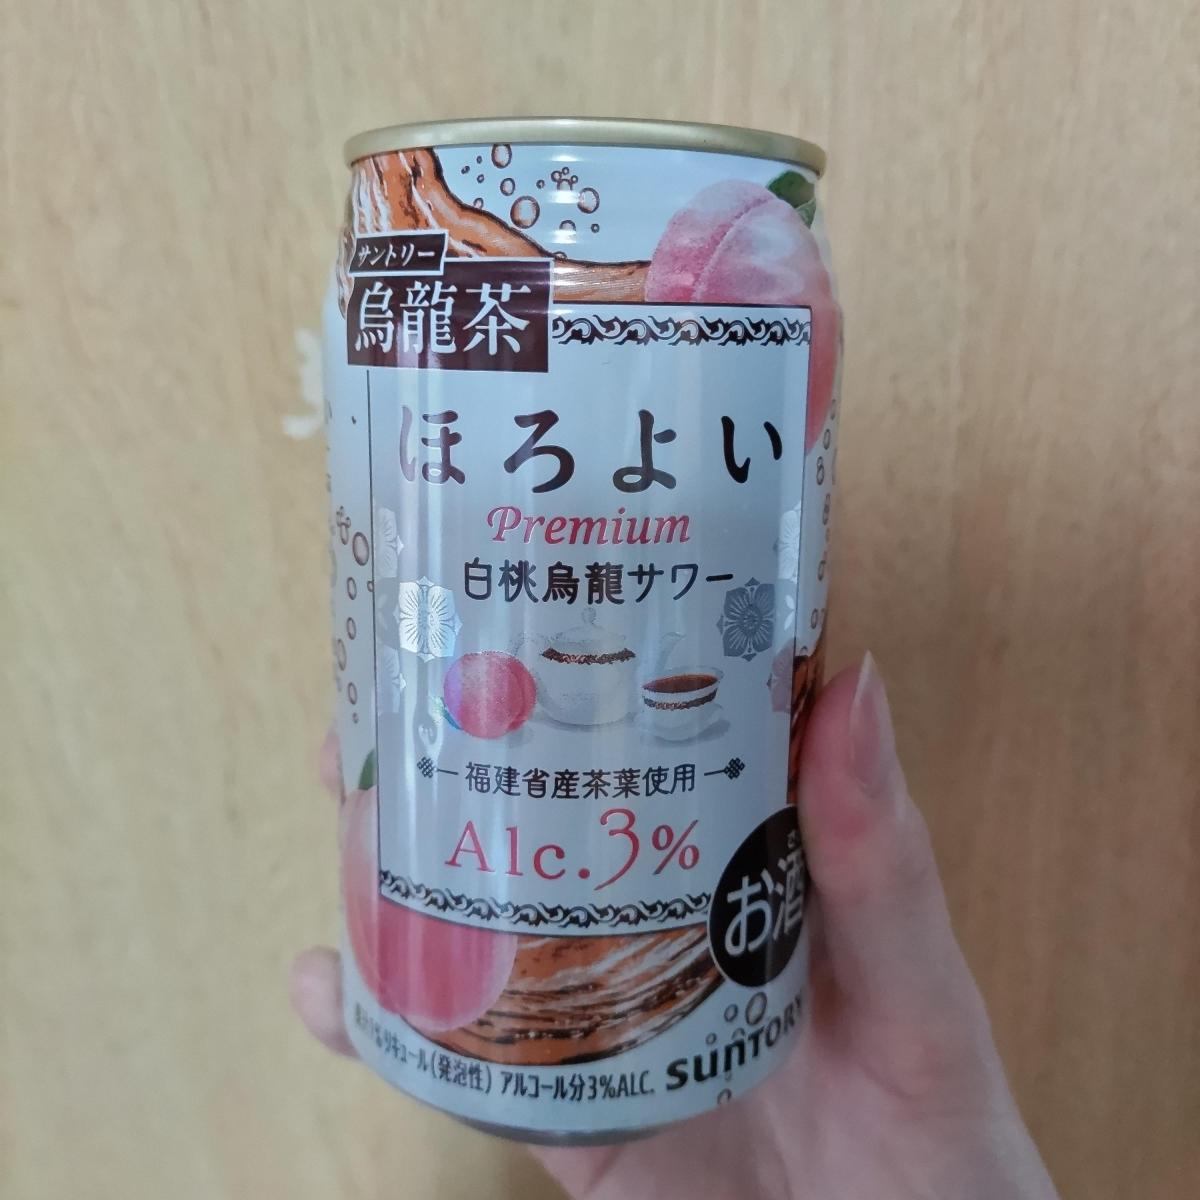 サントリー
烏龍茶
ほろよい
Premium
白桃烏龍サワー
福建省産茶葉使用
Alc.3%
お酒
リキュール(発泡性) アルコール分3%ALC.
SUNTORY